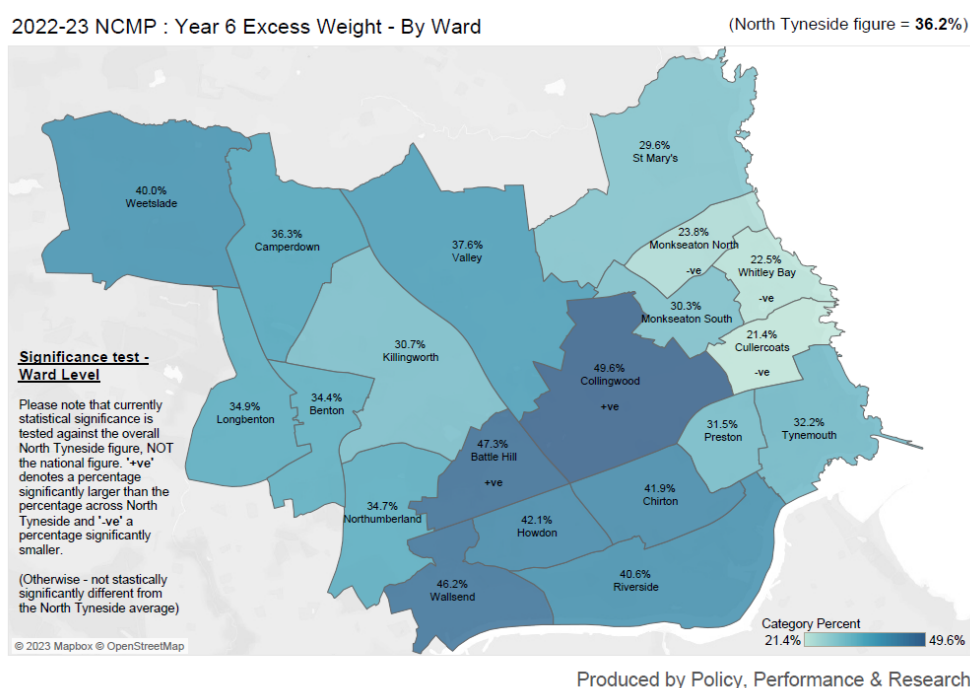 2022-23 NCMP : Year 6 Excess Weight - By Ward
(North Tyneside figure = 36.2%)
29.6%
St Mary's
40.0%
Weetslade
36.3%
Camperdown
37.6%
Valley
23.8%
Monkseaton North
-ve
22.5%
Whitley Bay
-ve
30.3%
Monkseaton South
21.4%
Cullercoats
-ve
30.7%
Killingworth
49.6%
Collingwood
+ve
34.9%
Longbenton
34.4%
Benton
47.3%
Battle Hill
+ve
31.5%
Preston
32.2%
Tynemouth
34.7%
Northumberland
42.1%
Howdon
41.9%
Chirton
46.2%
Wallsend
40.6%
Riverside
Significance test -
Ward Level
Please note that currently
statistical significance is
tested against the overall
North Tyneside figure, NOT
the national figure. '+ve'
denotes a percentage
significantly larger than the
percentage across North
Tyneside and '-ve' a
percentage significantly
smaller.
(Otherwise - not stastically
significantly different from
the North Tyneside average)
Category Percent
21.4% 49.6%
© 2023 Mapbox © OpenStreetMap
Produced by Policy, Performance & Research